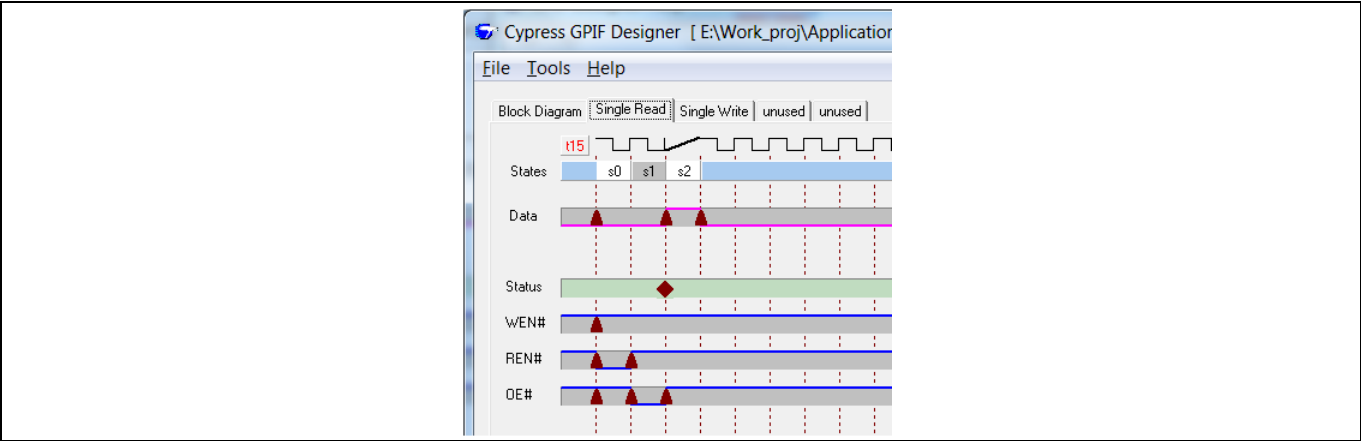 Cypress GPIF Designer [ E:\Work_proj\Application
File Tools Help
Block Diagram Single Read Single Write unused unused
t15
States s0 s1 s2
Data
Status
WEN#
REN#
OE#